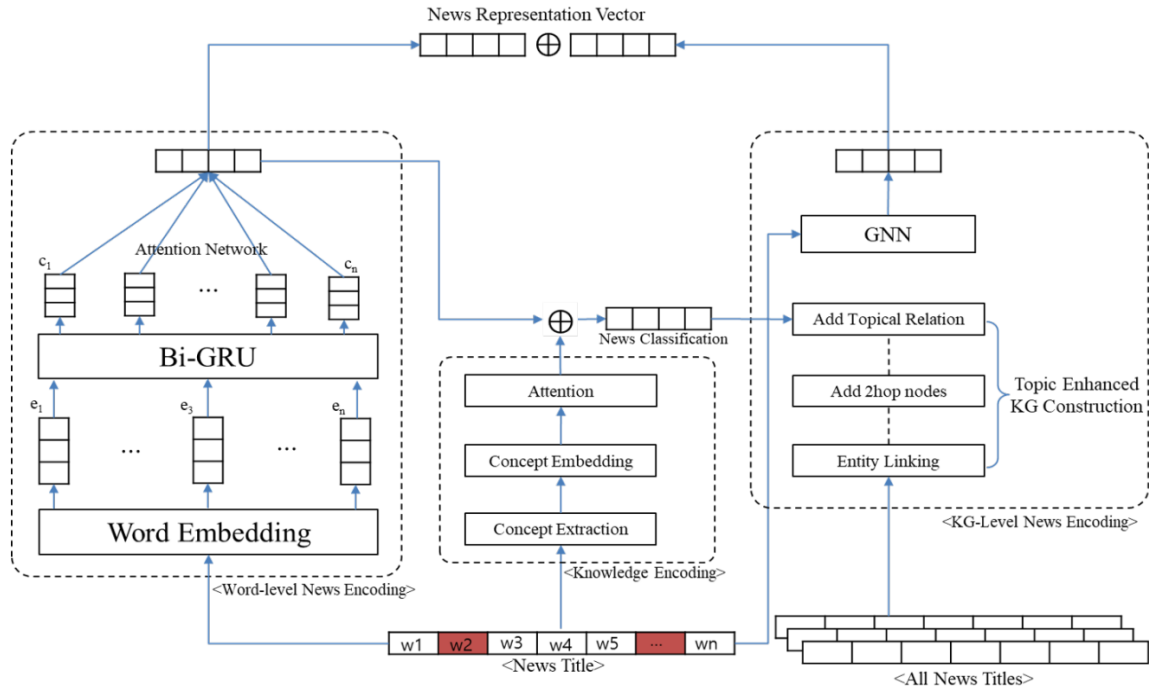 News Representation Vector
Attention Network
c1
cn
...
Bi-GRU
e1
e3
en
...
...
Word Embedding
<Word-level News Encoding>
News Classification
Attention
Concept Embedding
Concept Extraction
<Knowledge Encoding>
GNN
Add Topical Relation
Add 2hop nodes
Entity Linking
Topic Enhanced
KG Construction
<KG-Level News Encoding>
w1 w2 w3 w4 w5 ... wn
<News Title>
<All News Titles>